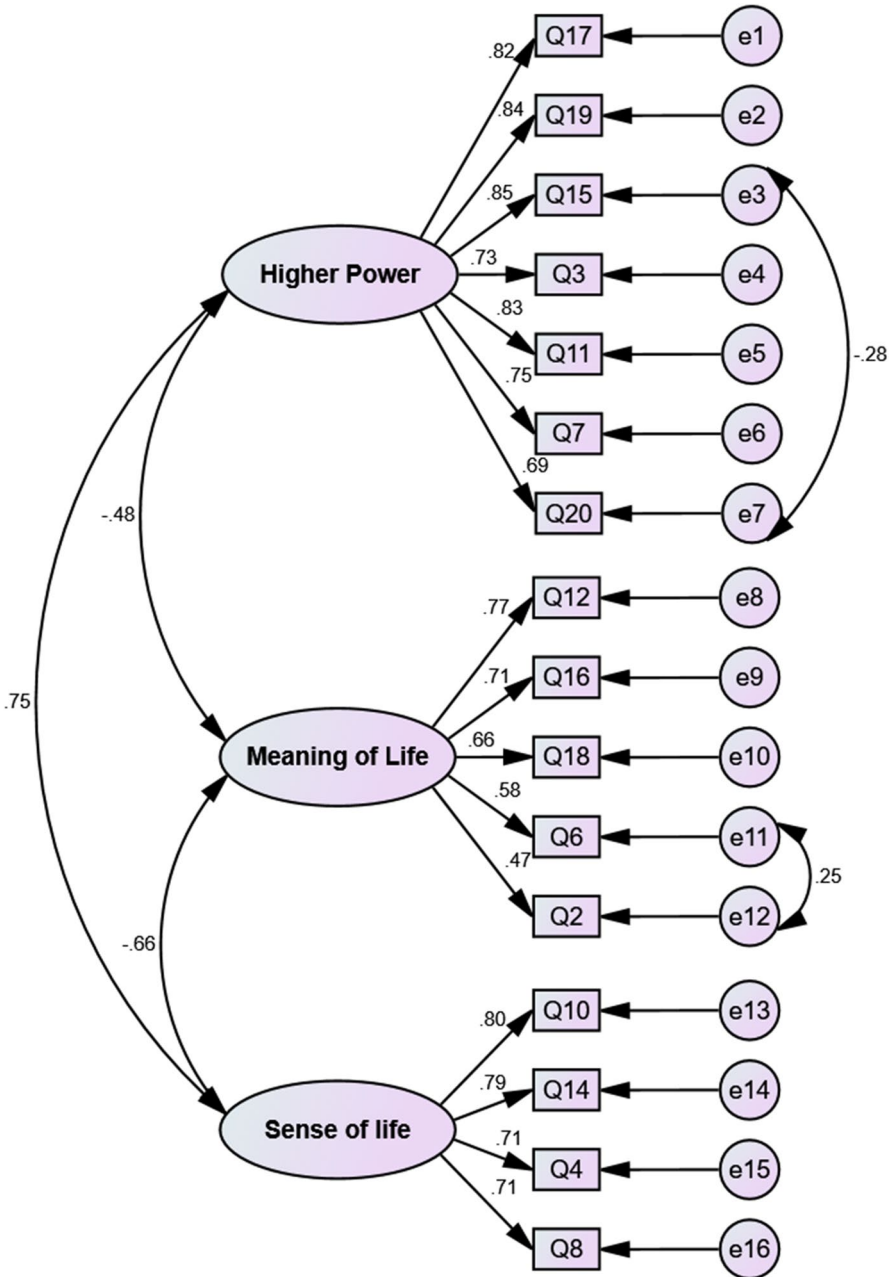 Q17
e1
.82
Q19
e2
.84
Q15
e3
.85
Higher Power
.73
Q3
e4
.83
Q11
e5
-.28
.75
Q7
e6
.69
Q20
e7
-.48
.77
Q12
e8
.71
Q16
e9
.75
.66
Meaning of Life
Q18
e10
.58
Q6
e11
.47
.25
Q2
e12
-.66
.80
Q10
e13
.79
Q14
e14
Sense of life
.71
Q4
e15
.71
Q8
e16